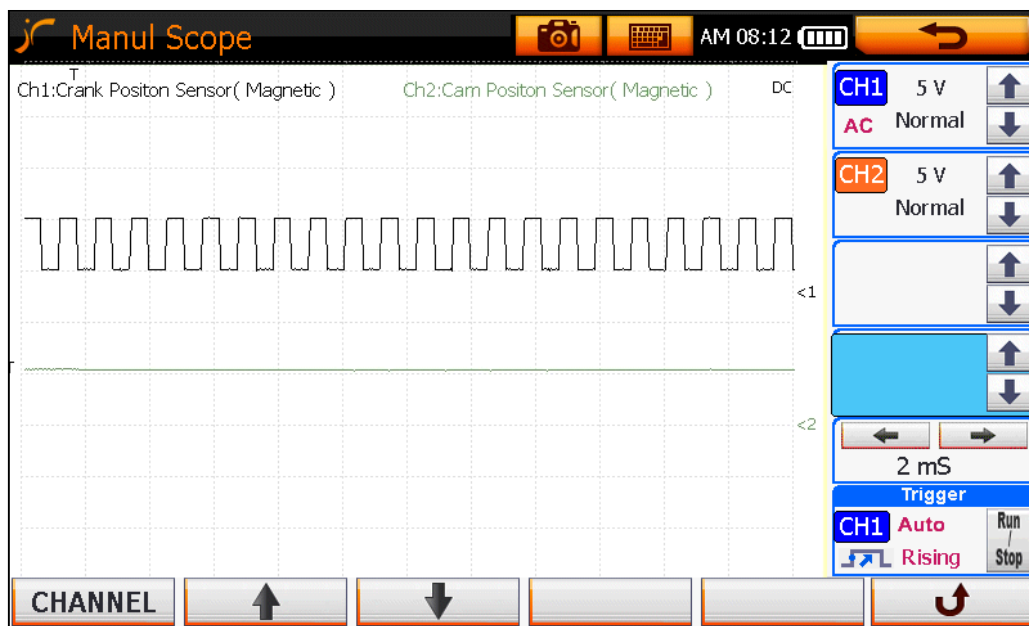 Manul Scope
AM 08:12
T
Ch1:Crank Positon Sensor( Magnetic )
Ch2:Cam Positon Sensor( Magnetic )
DC
CH1
5 V
AC
Normal
CH2
5 V
Normal
<1
T
<2
2 mS
Trigger
CH1
Auto
Rising
Run
/
Stop
CHANNEL